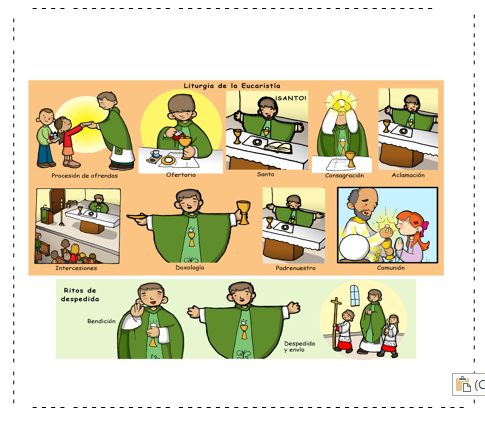 Liturgia de la Eucaristía
¡SANTO!
Procesión de ofrendas
Ofertorio
Santo
Consagración
Aclamación
Intercesiones
Doxología
Padrenuestro
Comunión
Ritos de
despedida
Bendición
Despedida
y envío
(C